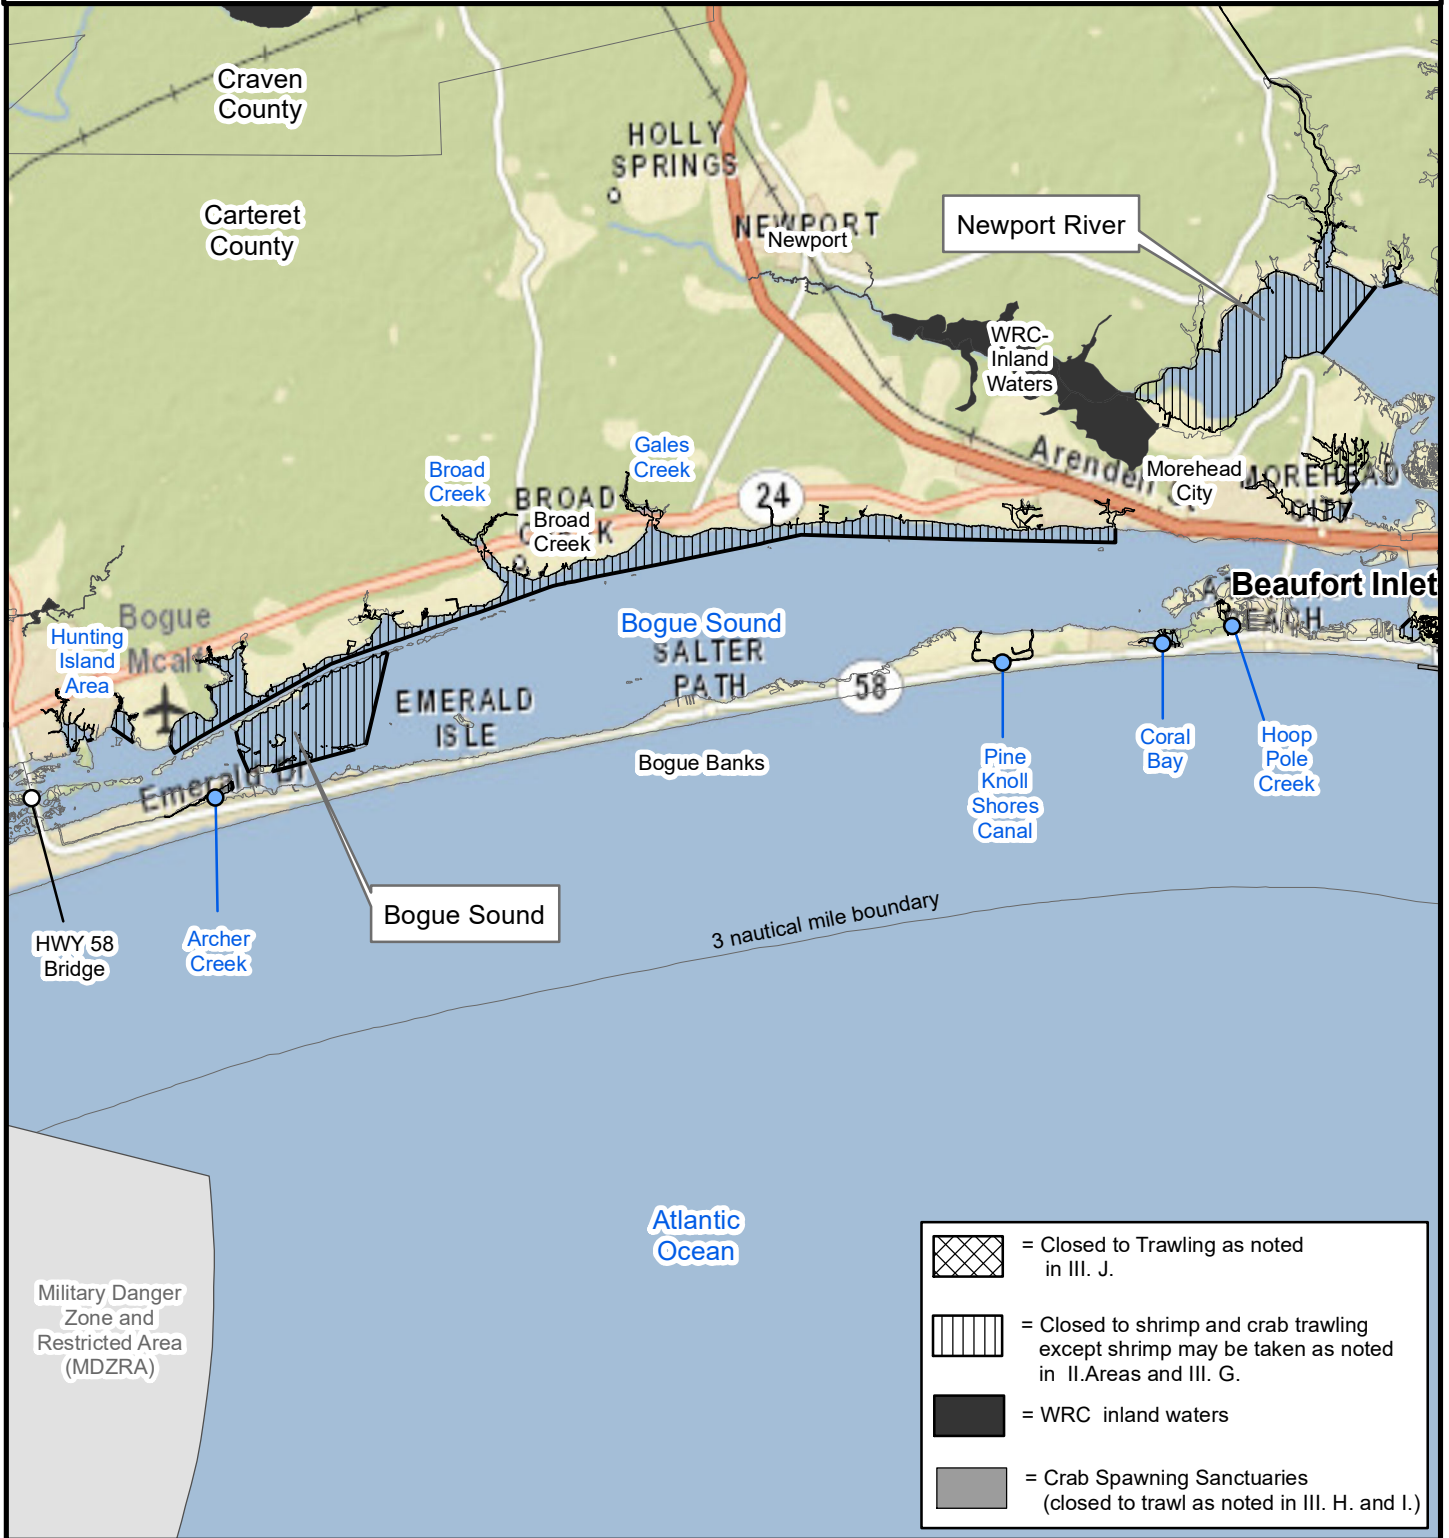 Craven
County
HOLLY
SPRINGS
Carteret
County
NEWPORT
Newport
Newport River
WRC-
Inland
Waters
Gales
Creek
Broad
Creek
BROAD
Broad
Creek
24
Arendell
Morehead
City
MOREHEAD
CITY
Beaufort Inlet
BEACH
Bogue
Hunting
Island
Area
Bogue Sound
SALTER
PATH
58
EMERALD
ISLE
Emerald Dr
Bogue Banks
Pine
Knoll
Shores
Canal
Coral
Bay
Hoop
Pole
Creek
Bogue Sound
HWY 58
Bridge
Archer
Creek
3 nautical mile boundary
Atlantic
Ocean
Military Danger
Zone and
Restricted Area
(MDZRA)
= Closed to Trawling as noted
in III. J.
= Closed to shrimp and crab trawling
except shrimp may be taken as noted
in II.Areas and III. G.
= WRC inland waters
= Crab Spawning Sanctuaries
(closed to trawl as noted in III. H. and I.)